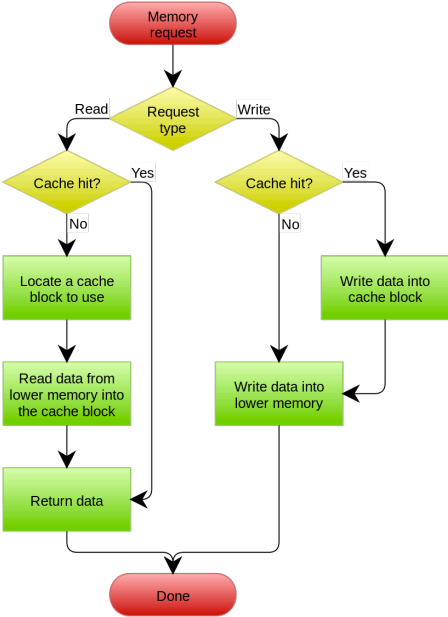 Memory
request
Request
type
Read
Write
Cache hit?
Yes
No
Cache hit?
Yes
No
Locate a cache
block to use
Write data into
cache block
Read data from
lower memory into
the cache block
Write data into
lower memory
Return data
Done